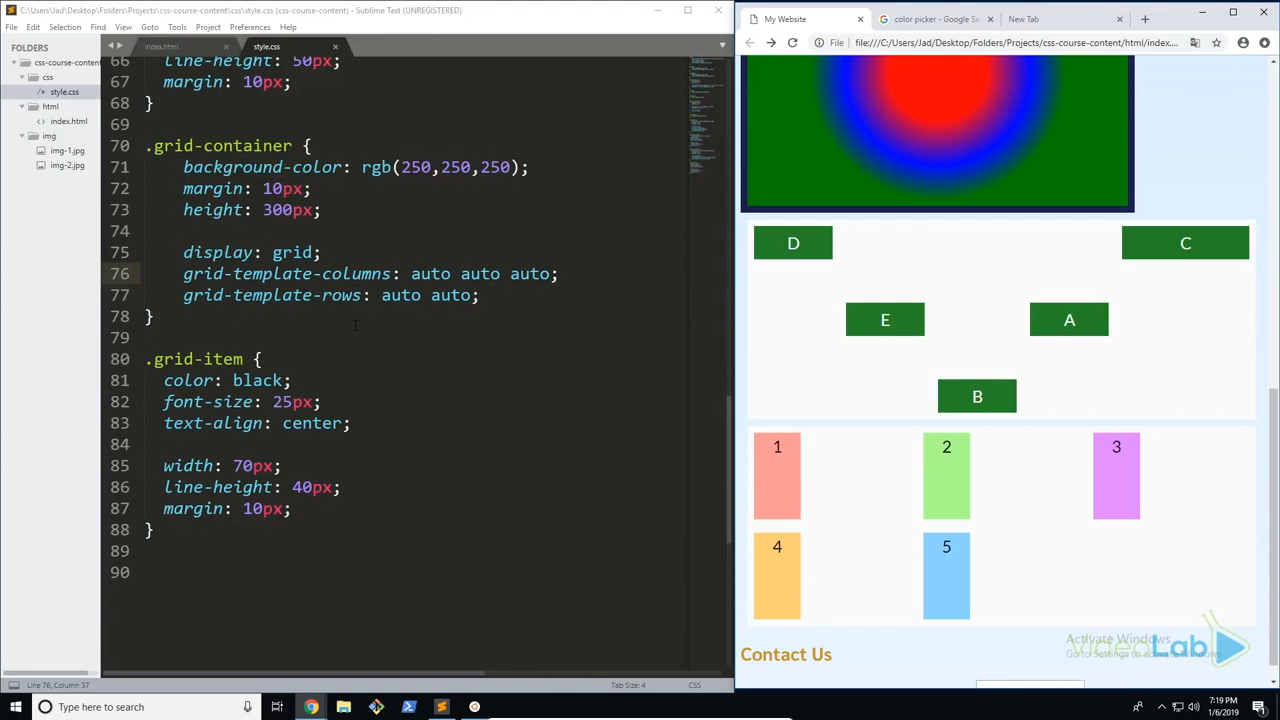 C:\Users\Jad\Desktop\Folders\Projects\css-course-content\css\style.css (css-course-content) - Sublime Text (UNREGISTERED)
File Edit Selection Find View Goto Tools Project Preferences Help
FOLDERS
css-course-content
css
/* style.css
html
<> index.html
img
img-1.jpg
img-2.jpg
index.html
style.css
66 line-height: 50px;
67 margin: 10px;
68 }
69
70 .grid-container {
71 background-color: rgb(250,250,250);
72 margin: 10px;
73 height: 300px;
74
75 display: grid;
76 grid-template-columns: auto auto auto;
77 grid-template-rows: auto auto;
78 }
79
80 .grid-item {
81 color: black;
82 font-size: 25px;
83 text-align: center;
84
85 width: 70px;
86 line-height: 40px;
87 margin: 10px;
88 }
89
90
Line 76, Column 37
Tab Size: 4
CSS
My Website
color picker - Google Se
New Tab
File file:///C:/Users/Jad/Desktop/Folders/Projects/css-course-content/html/index....
D C
E A
B
1 2 3
4 5
Contact Us
Activate Windows
Go to Settings to activate Windows.
VideoLab
Type here to search
7:19 PM
1/6/2019